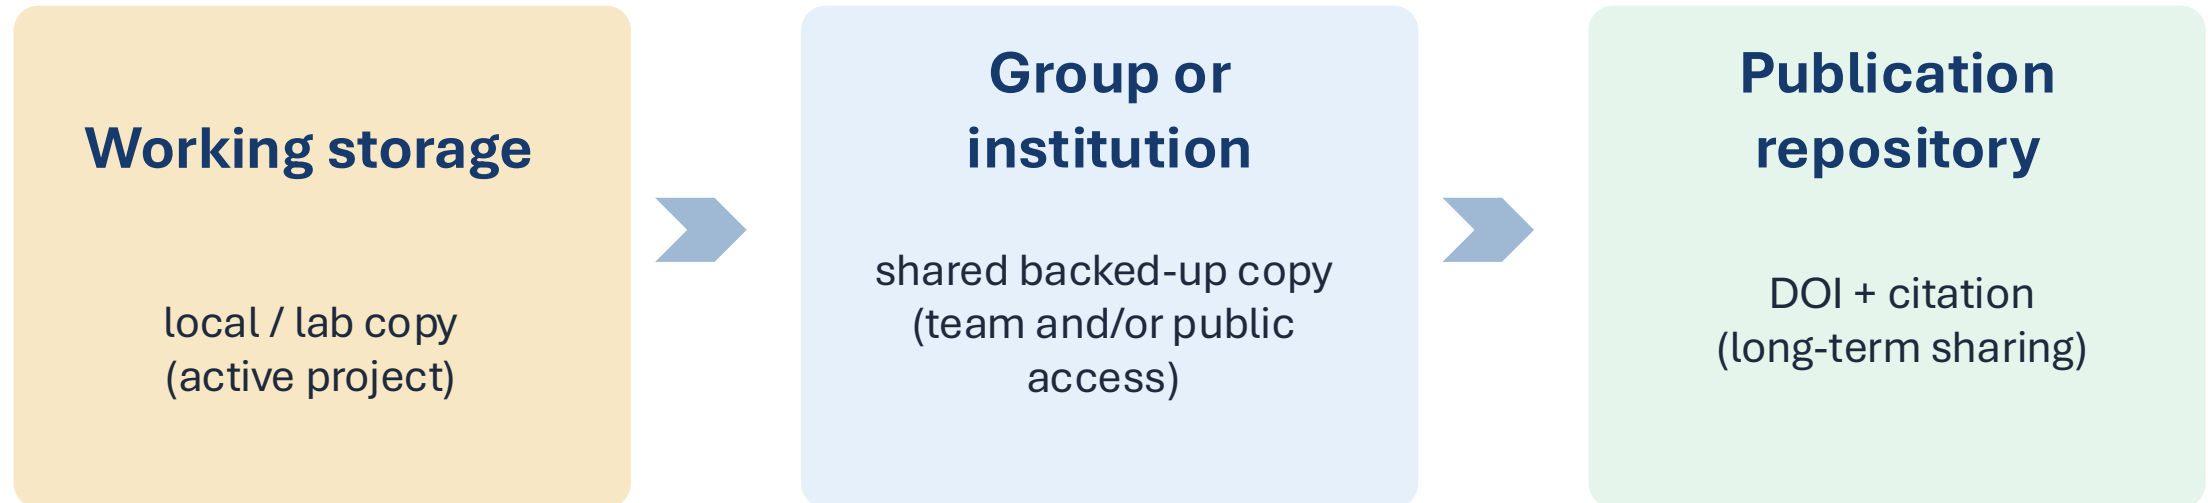 Working storage
local / lab copy
(active project)
Group or
institution
shared backed-up copy
(team and/or public
access)
Publication
repository
DOI + citation
(long-term sharing)